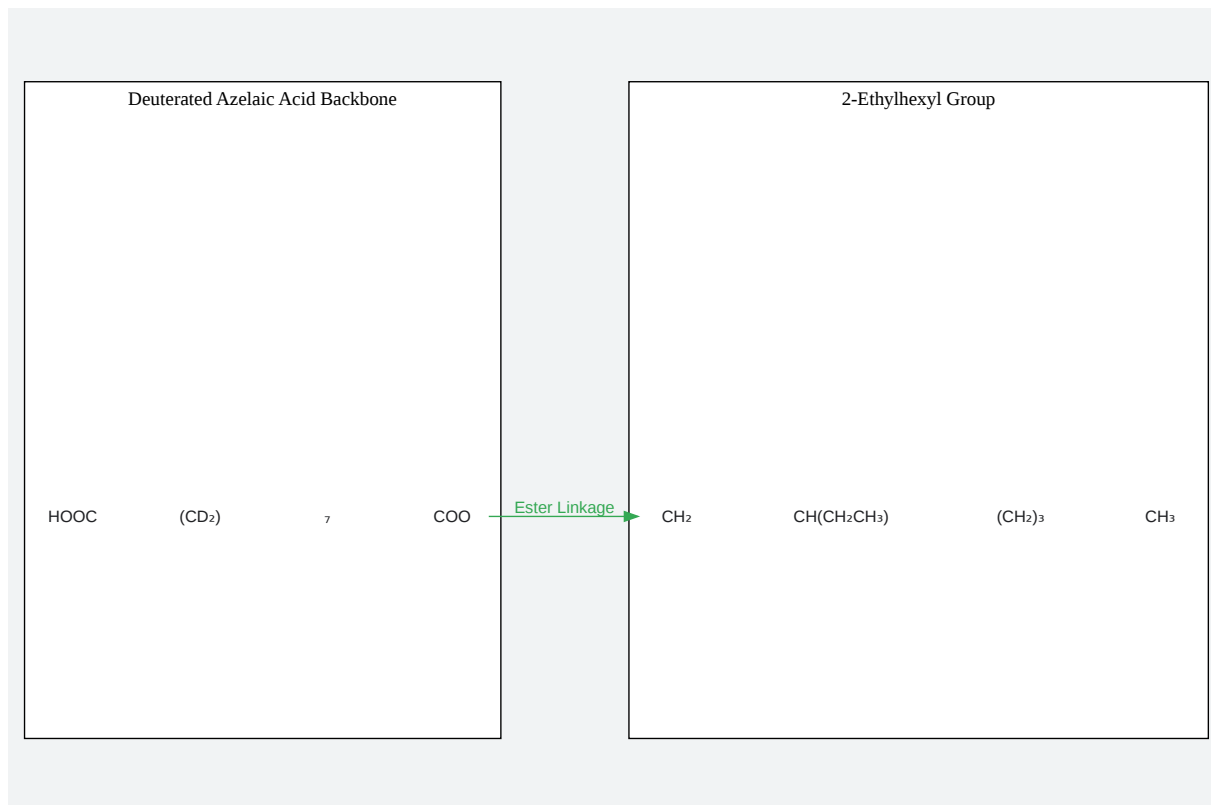 Deuterated Azelaic Acid Backbone
2-Ethylhexyl Group
HOOC (CD₂) ₇ COO
Ester Linkage
CH₂ CH(CH₂CH₃) (CH₂)₃ CH₃